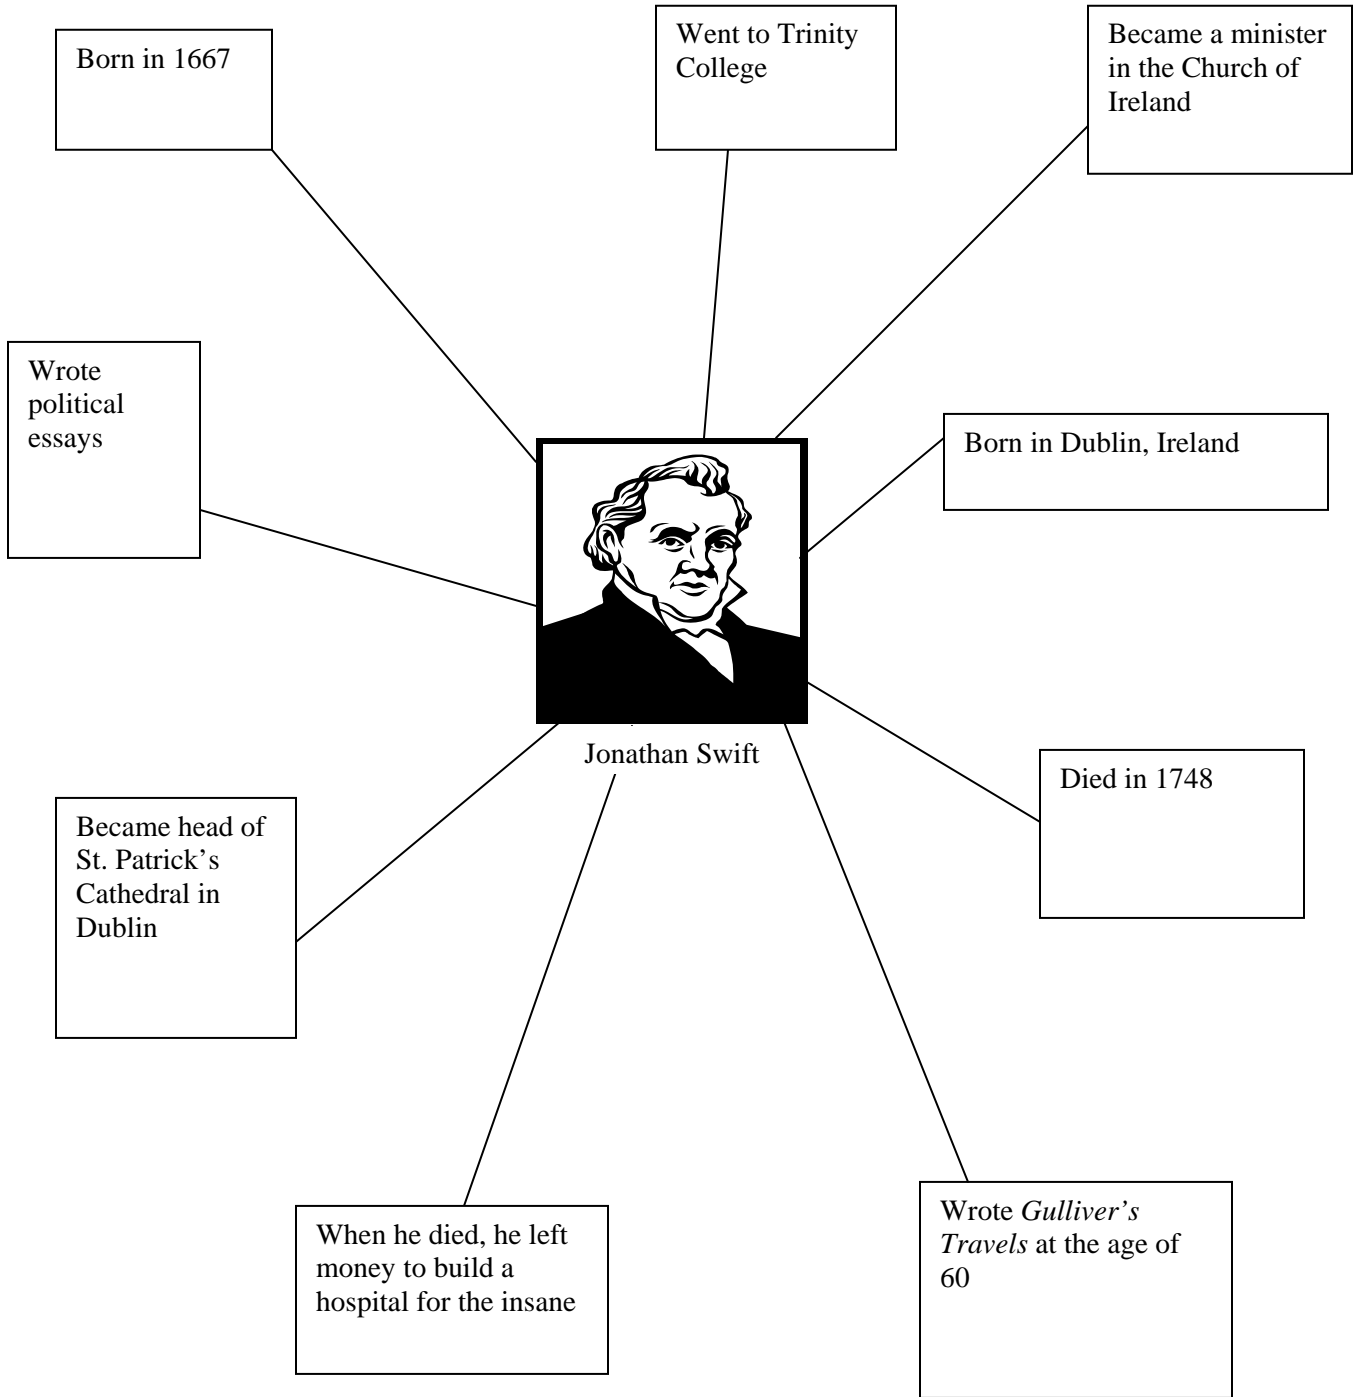 Born in 1667
Went to Trinity
College
Became a minister
in the Church of
Ireland
Wrote
political
essays
Born in Dublin, Ireland
Jonathan Swift
Died in 1748
Became head of
St. Patrick’s
Cathedral in
Dublin
When he died, he left
money to build a
hospital for the insane
Wrote Gulliver’s
Travels at the age of
60